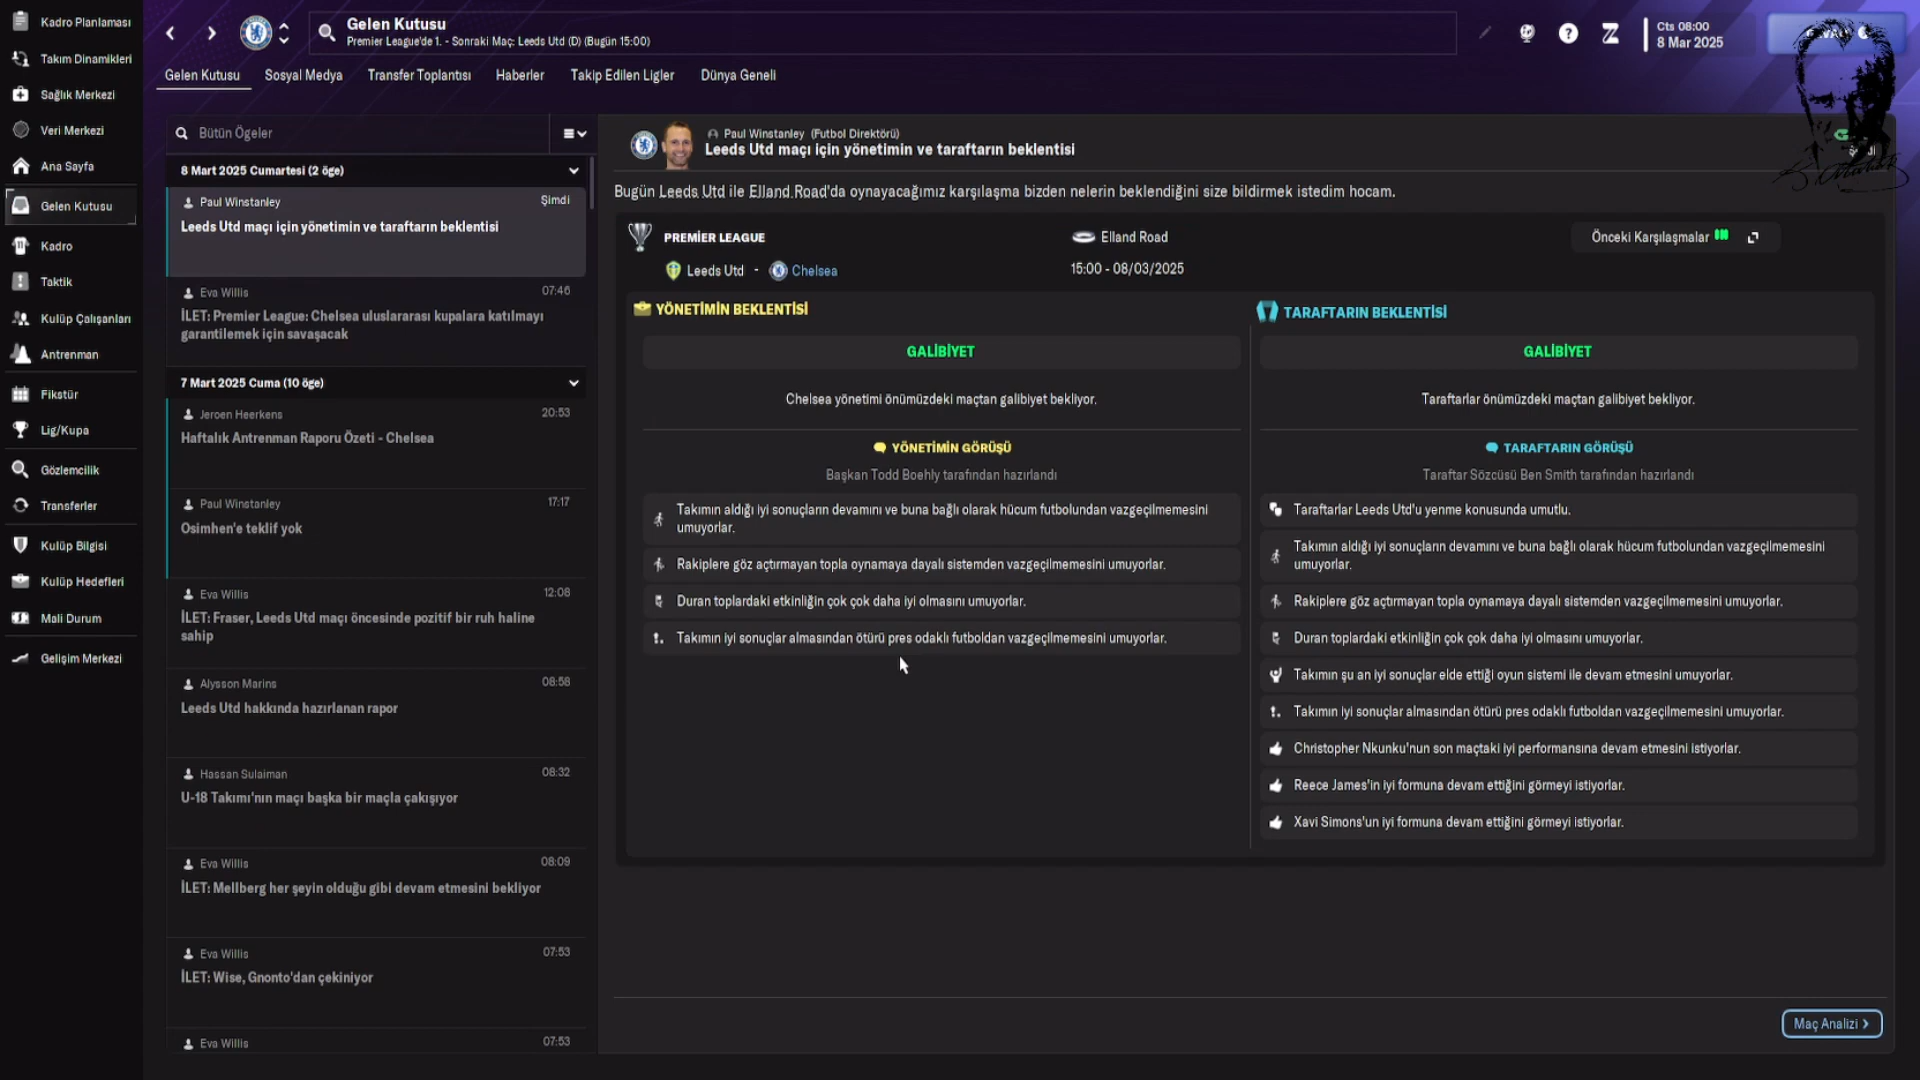 Kadro Planlaması
Takım Dinamikleri
Sağlık Merkezi
Veri Merkezi
Ana Sayfa
Gelen Kutusu
Kadro
Taktik
Kulüp Çalışanları
Antrenman
Fikstür
Lig/Kupa
Gözlemcilik
Transferler
Kulüp Bilgisi
Kulüp Hedefleri
Mali Durum
Gelişim Merkezi
Gelen Kutusu
Premier League'de 1. - Sonraki Maç: Leeds Utd (D) (Bugün 15:00)
Cts 08:00
8 Mar 2025
Gelen Kutusu
Sosyal Medya
Transfer Toplantısı
Haberler
Takip Edilen Ligler
Dünya Geneli
Bütün Ögeler
8 Mart 2025 Cumartesi (2 öge)
Paul Winstanley
Şimdi
Leeds Utd maçı için yönetimin ve taraftarın beklentisi
Eva Willis
07:46
İLET: Premier League: Chelsea uluslararası kupalara katılmayı
garantilemek için savaşacak
7 Mart 2025 Cuma (10 öge)
Jeroen Heerkens
20:53
Haftalık Antrenman Raporu Özeti - Chelsea
Paul Winstanley
17:17
Osimhen'e teklif yok
Eva Willis
12:08
İLET: Fraser, Leeds Utd maçı öncesinde pozitif bir ruh haline
sahip
Alysson Marins
08:58
Leeds Utd hakkında hazırlanan rapor
Hassan Sulaiman
08:32
U-18 Takımı'nın maçı başka bir maçla çakışıyor
Eva Willis
08:09
İLET: Mellberg her şeyin olduğu gibi devam etmesini bekliyor
Eva Willis
07:53
İLET: Wise, Gnonto'dan çekiniyor
Eva Willis
07:53
Paul Winstanley (Futbol Direktörü)
Leeds Utd maçı için yönetimin ve taraftarın beklentisi
Bugün Leeds Utd ile Elland Road'da oynayacağımız karşılaşma bizden nelerin beklendiğini size bildirmek istedim hocam.
PREMIER LEAGUE
Elland Road
Önceki Karşılaşmalar
Leeds Utd - Chelsea
15:00 - 08/03/2025
YÖNETİMİN BEKLENTİSİ
GALİBİYET
Chelsea yönetimi önümüzdeki maçtan galibiyet bekliyor.
YÖNETİMİN GÖRÜŞÜ
Başkan Todd Boehly tarafından hazırlandı
Takımın aldığı iyi sonuçların devamını ve buna bağlı olarak hücum futbolundan vazgeçilmemesini
umuyorlar.
Rakiplere göz açtırmayan topla oynamaya dayalı sistemden vazgeçilmemesini umuyorlar.
Duran toplardaki etkinliğin çok çok daha iyi olmasını umuyorlar.
Takımın iyi sonuçlar almasından ötürü pres odaklı futboldan vazgeçilmemesini umuyorlar.
TARAFTARIN BEKLENTİSİ
GALİBİYET
Taraftarlar önümüzdeki maçtan galibiyet bekliyor.
TARAFTARIN GÖRÜŞÜ
Taraftar Sözcüsü Ben Smith tarafından hazırlandı
Taraftarlar Leeds Utd'u yenme konusunda umutlu.
Takımın aldığı iyi sonuçların devamını ve buna bağlı olarak hücum futbolundan vazgeçilmemesini
umuyorlar.
Rakiplere göz açtırmayan topla oynamaya dayalı sistemden vazgeçilmemesini umuyorlar.
Duran toplardaki etkinliğin çok çok daha iyi olmasını umuyorlar.
Takımın şu an iyi sonuçlar elde ettiği oyun sistemi ile devam etmesini umuyorlar.
Takımın iyi sonuçlar almasından ötürü pres odaklı futboldan vazgeçilmemesini umuyorlar.
Christopher Nkunku'nun son maçtaki iyi performansına devam etmesini istiyorlar.
Reece James'in iyi formuna devam ettiğini görmeyi istiyorlar.
Xavi Simons'un iyi formuna devam ettiğini görmeyi istiyorlar.
Maç Analizi